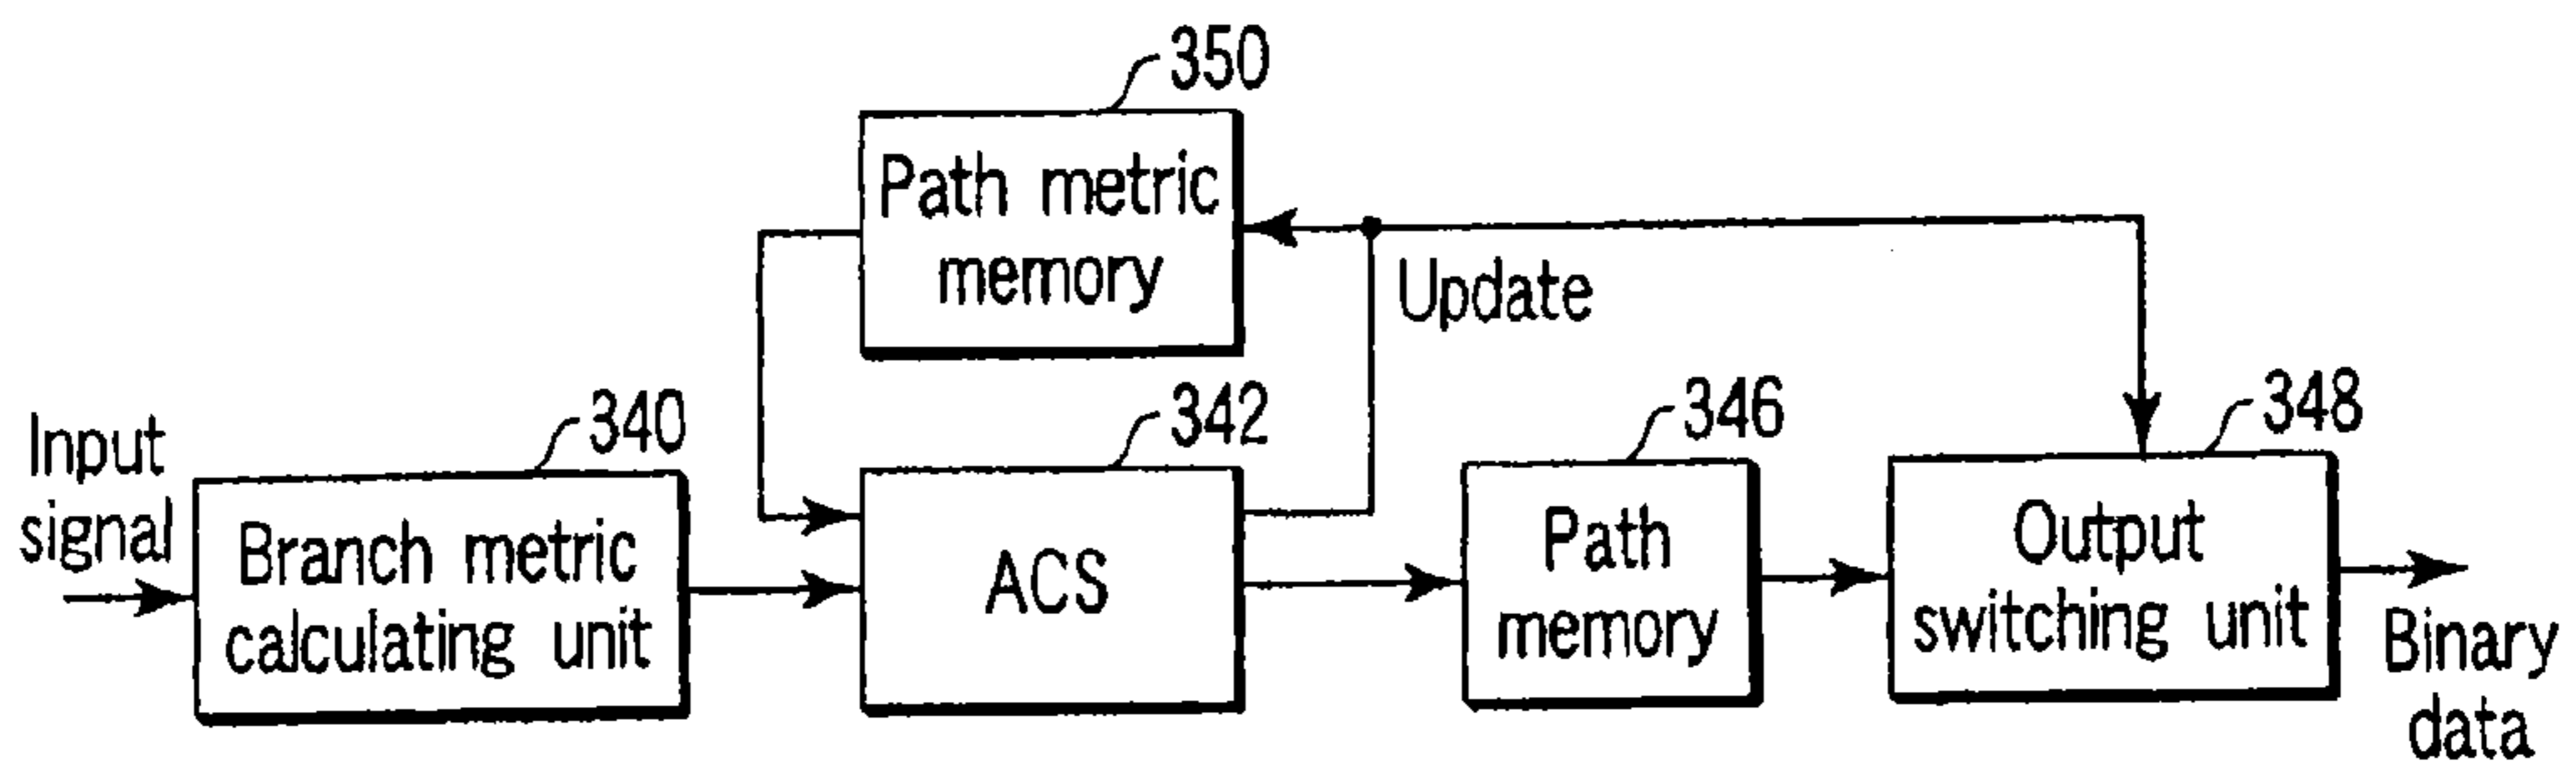 350
Path metric
memory
Update
340
342
346
348
Input
signal
Branch metric
calculating unit
ACS
Path
memory
Output
switching unit
Binary
data